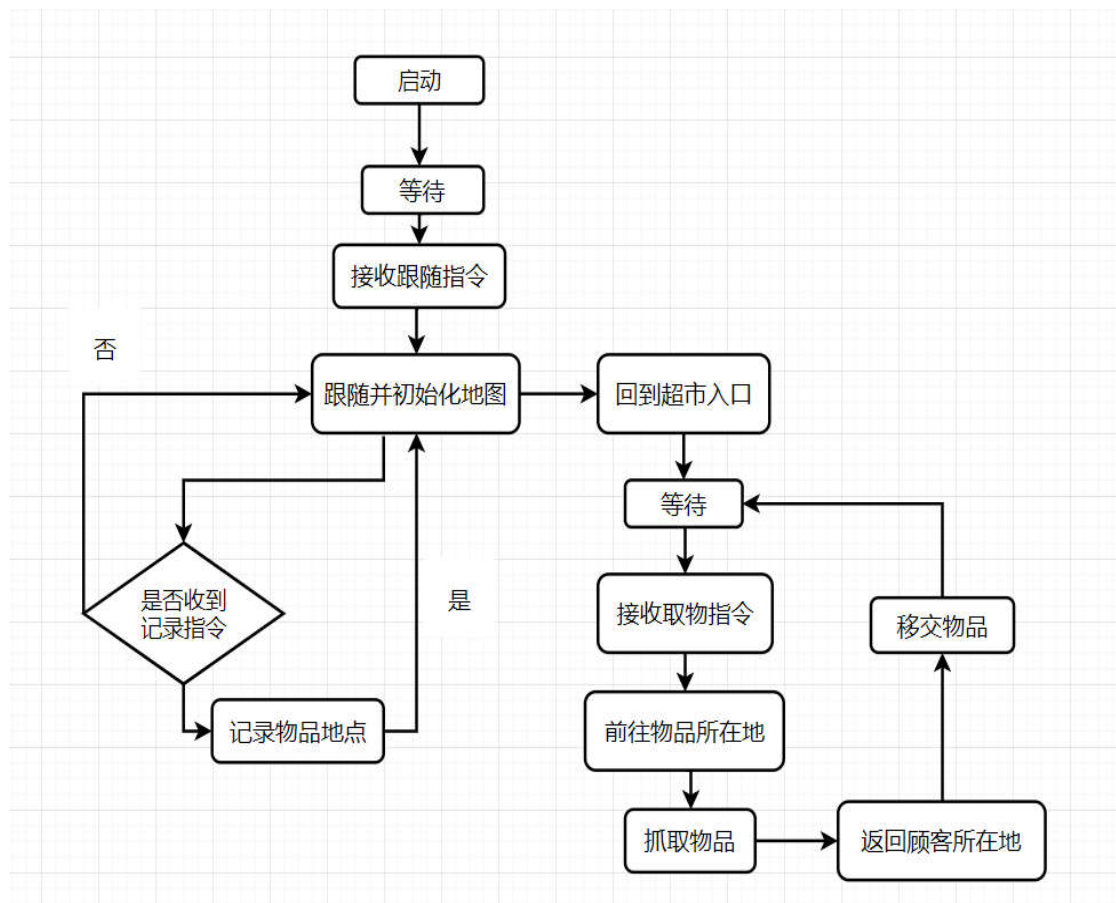 启动
等待
接收跟随指令
否
跟随并初始化地图
回到超市入口
等待
是否收到
记录指令
是
接收取物指令
移交物品
记录物品地点
前往物品所在地
抓取物品
返回顾客所在地